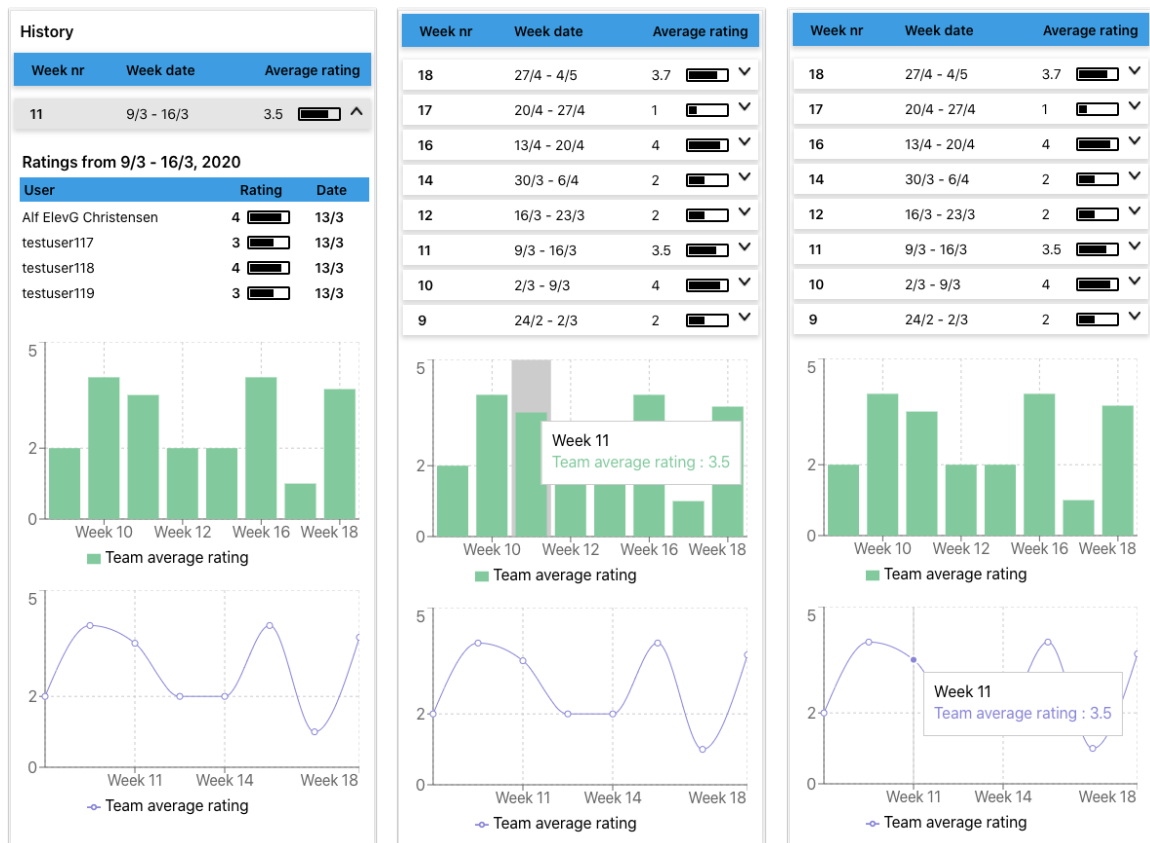 History
Week nr Week date Average rating
11 9/3 - 16/3 3.5
Ratings from 9/3 - 16/3, 2020
User Rating Date
Alf ElevG Christensen 4 13/3
testuser117 3 13/3
testuser118 4 13/3
testuser119 3 13/3
5
2
0
Week 10 Week 12 Week 16 Week 18
Team average rating
5
2
0
Week 11 Week 14 Week 18
Team average rating
Week nr Week date Average rating
18 27/4 - 4/5 3.7
17 20/4 - 27/4 1
16 13/4 - 20/4 4
14 30/3 - 6/4 2
12 16/3 - 23/3 2
11 9/3 - 16/3 3.5
10 2/3 - 9/3 4
9 24/2 - 2/3 2
5
Week 11
Team average rating : 3.5
2
0
Week 10 Week 12 Week 16 Week 18
Team average rating
5
2
0
Week 11 Week 14 Week 18
Team average rating
Week nr Week date Average rating
18 27/4 - 4/5 3.7
17 20/4 - 27/4 1
16 13/4 - 20/4 4
14 30/3 - 6/4 2
12 16/3 - 23/3 2
11 9/3 - 16/3 3.5
10 2/3 - 9/3 4
9 24/2 - 2/3 2
5
2
0
Week 10 Week 12 Week 16 Week 18
Team average rating
5
Week 11
2
Team average rating : 3.5
0
Week 11 Week 14 Week 18
Team average rating